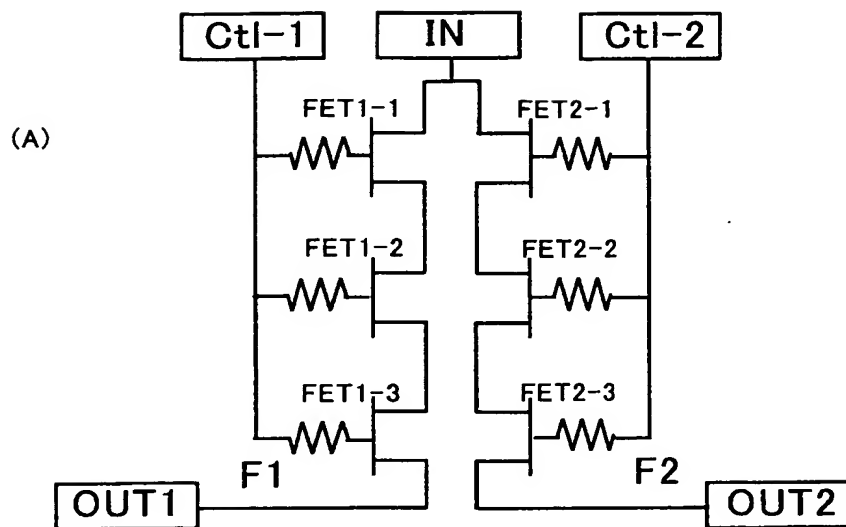 Ctl-1 IN Ctl-2
(A)
FET1-1 FET2-1
FET1-2 FET2-2
FET1-3 FET2-3
F1 F2
OUT1 OUT2